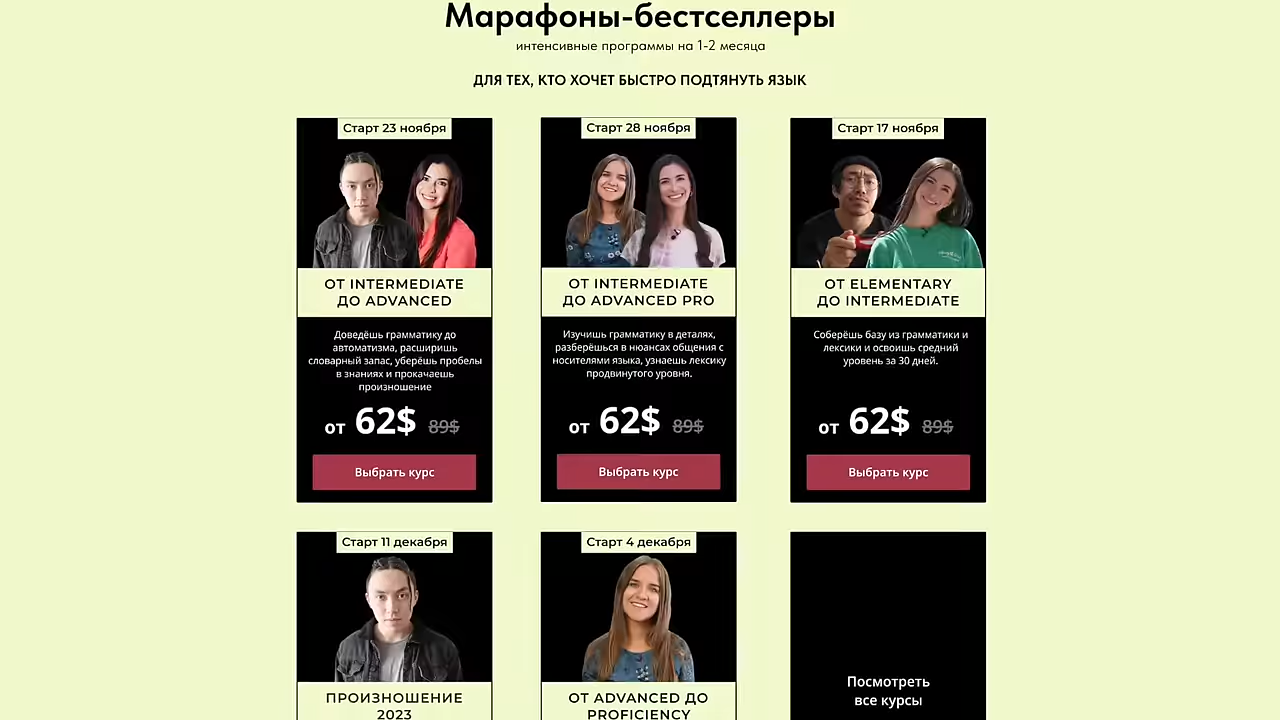 Марафоны-бестселлеры
интенсивные программы на 1-2 месяца
ДЛЯ ТЕХ, КТО ХОЧЕТ БЫСТРО ПОДТЯНУТЬ ЯЗЫК
Старт 23 ноября
ОТ INTERMEDIATE
ДО ADVANCED
Доведёшь грамматику до
автоматизма, расширишь
словарный запас, уберёшь пробелы
в знаниях и прокачаешь
произношение
от 62$ 89$
Выбрать курс
Старт 28 ноября
ОТ INTERMEDIATE
ДО ADVANCED PRO
Изучишь грамматику в деталях,
разберёшься в нюансах общения с
носителями языка, узнаешь лексику
продвинутого уровня.
от 62$ 89$
Выбрать курс
Старт 17 ноября
ОТ ELEMENTARY
ДО INTERMEDIATE
Соберёшь базу из грамматики и
лексики и освоишь средний
уровень за 30 дней.
от 62$ 89$
Выбрать курс
Старт 11 декабря
ПРОИЗНОШЕНИЕ
2023
Старт 4 декабря
ОТ ADVANCED ДО
PROFICIENCY
Посмотреть
все курсы